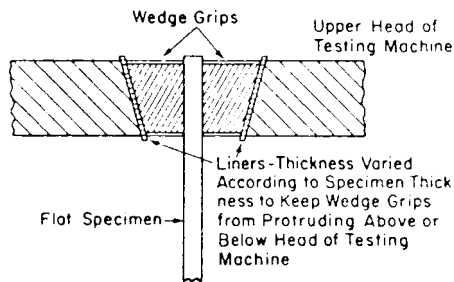 Wedge Grips
Upper Head of
Testing Machine
Liners-Thickness Varied
According to Specimen Thick
ness to Keep Wedge Grips
from Protruding Above or
Below Head of Testing
Machine
Flat Specimen